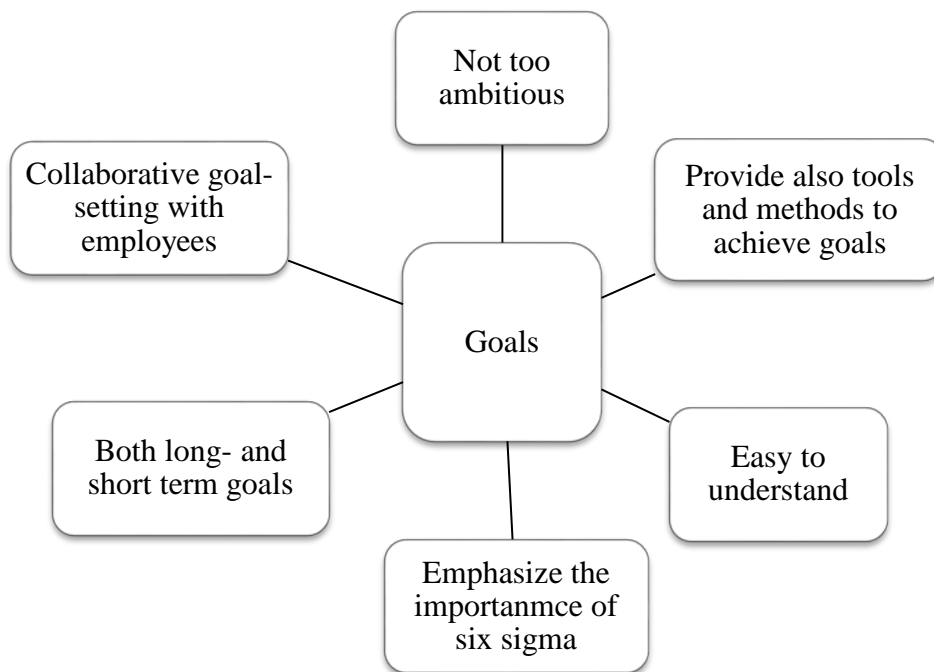 Not too
ambitious
Collaborative goal-
setting with
employees
Provide also tools
and methods to
achieve goals
Goals
Both long- and
short term goals
Easy to
understand
Emphasize the
importanmce of
six sigma